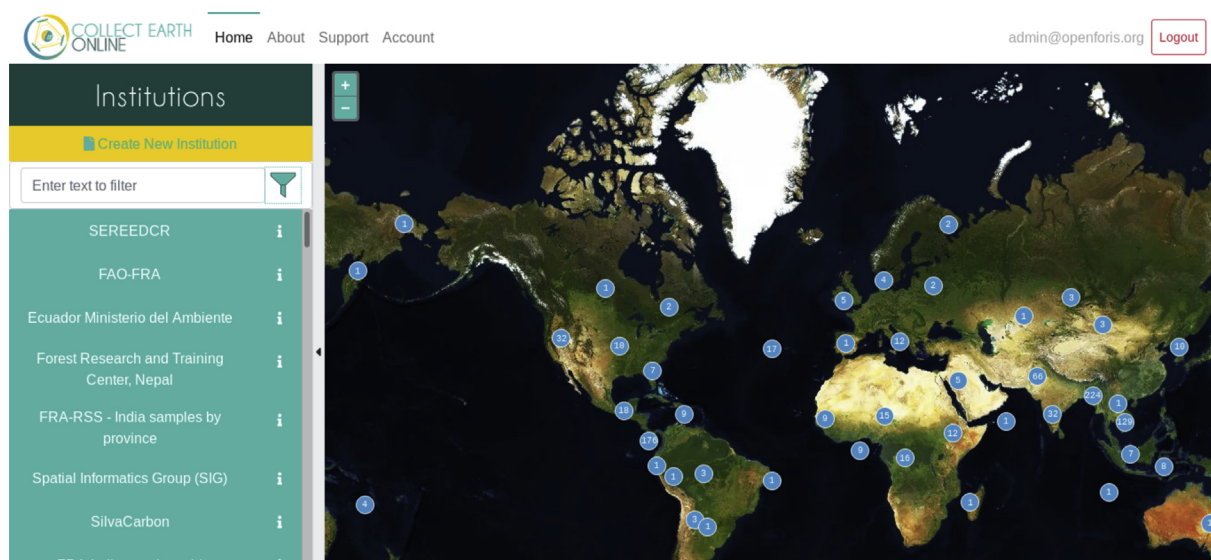 COLLECT EARTH
ONLINE
Home About Support Account
admin@openforis.org
Logout
Institutions
Create New Institution
Enter text to filter
SEREEDCR
i
FAO-FRA
i
Ecuador Ministerio del Ambiente
i
Forest Research and Training
Center, Nepal
i
FRA-RSS - India samples by
province
i
Spatial Informatics Group (SIG)
i
SilvaCarbon
i
+
−
1
2
1
4
2
1
5
3
2
1
3
32
10
17
1
12
10
7
5
66
224
18
9
9
15
1
32
1
129
176
12
9
7
1
1
3
16
8
1
4
1
1
3
1